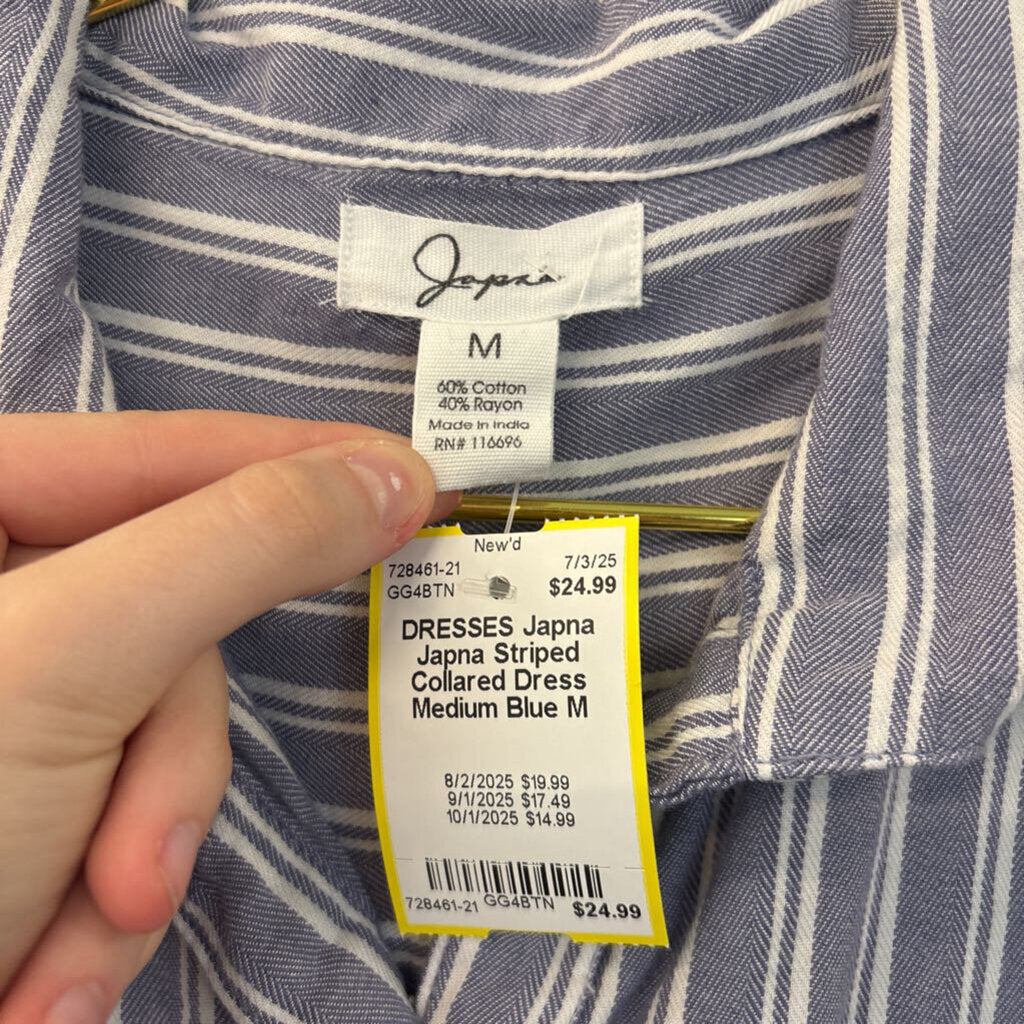 Japna
M
60% Cotton
40% Rayon
Made in India
RN# 116696
New'd
728461-21 7/3/25
GG4BTN $24.99
DRESSES Japna
Japna Striped
Collared Dress
Medium Blue M
8/2/2025 $19.99
9/1/2025 $17.49
10/1/2025 $14.99
728461-21 GG4BTN $24.99